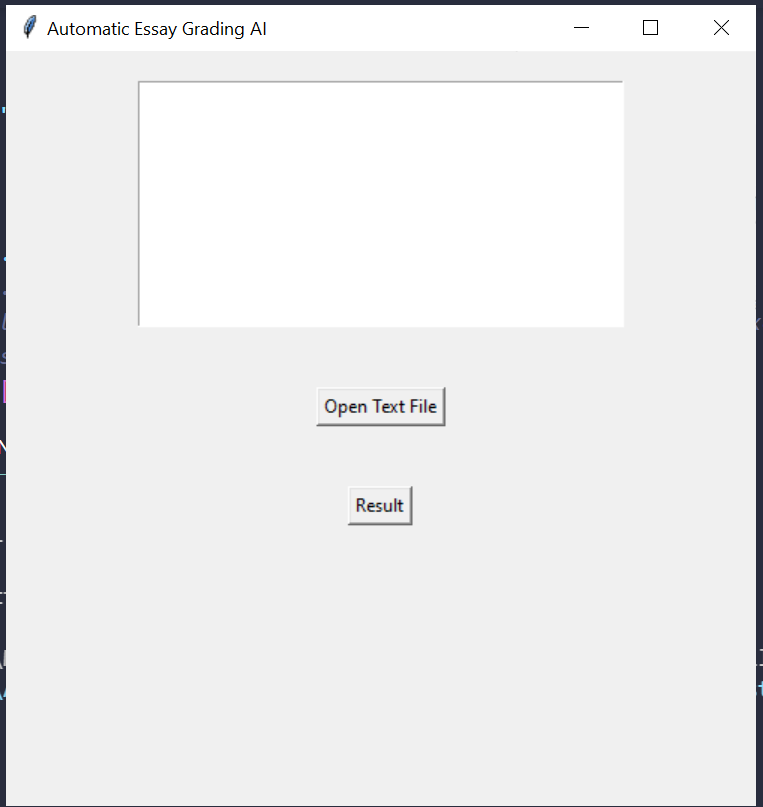 Automatic Essay Grading AI
Open Text File
Result